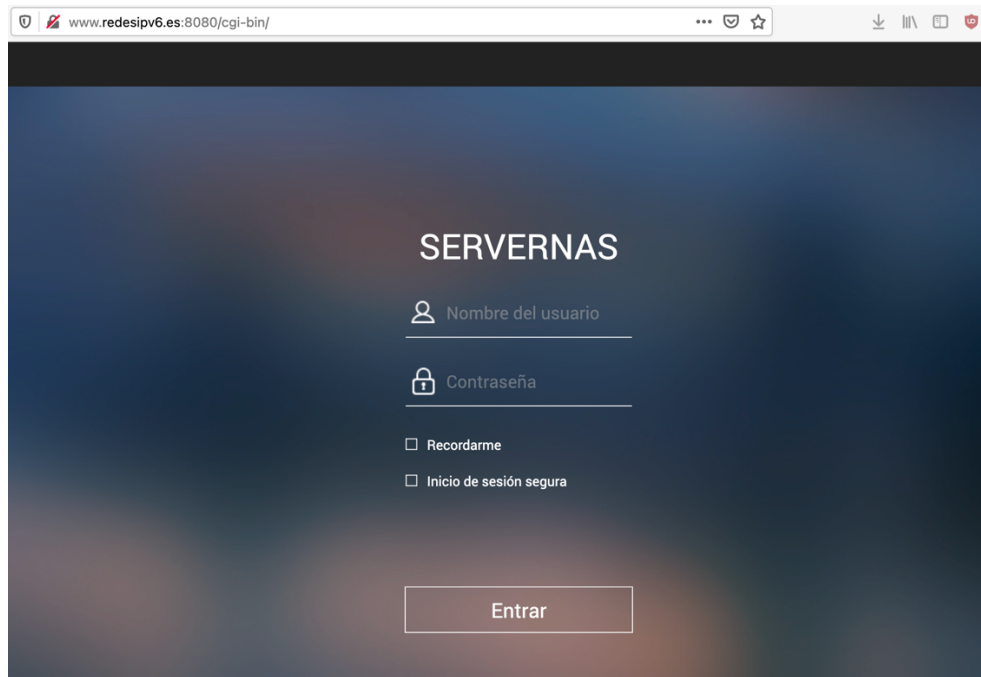 www.redesipv6.es:8080/cgi-bin/
SERVERNAS
Nombre del usuario
Contraseña
Recordarme
Inicio de sesión segura
Entrar